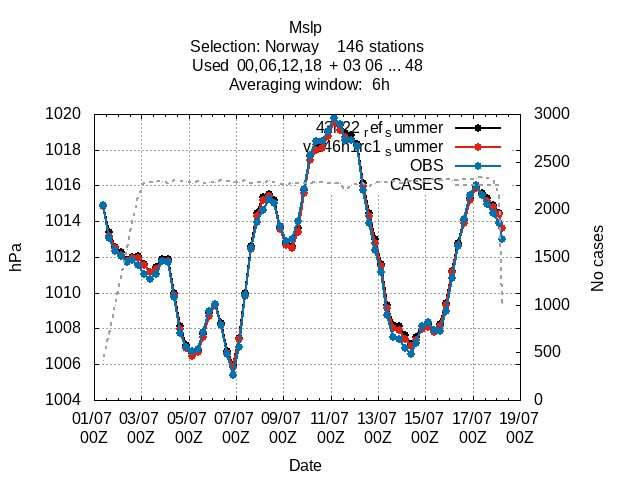 Mslp
Selection: Norway 146 stations
Used 00,06,12,18 + 03 06 ... 48
Averaging window: 6h
1020
1018
1016
1014
1012
1010
1008
1006
1004
hPa
3000
2500
2000
1500
1000
500
0
No cases
ref summer
summer
OBS
CASES
01/07 03/07 05/07 07/07 09/07 11/07 13/07 15/07 17/07 19/07
00Z 00Z 00Z 00Z 00Z 00Z 00Z 00Z 00Z 00Z
Date